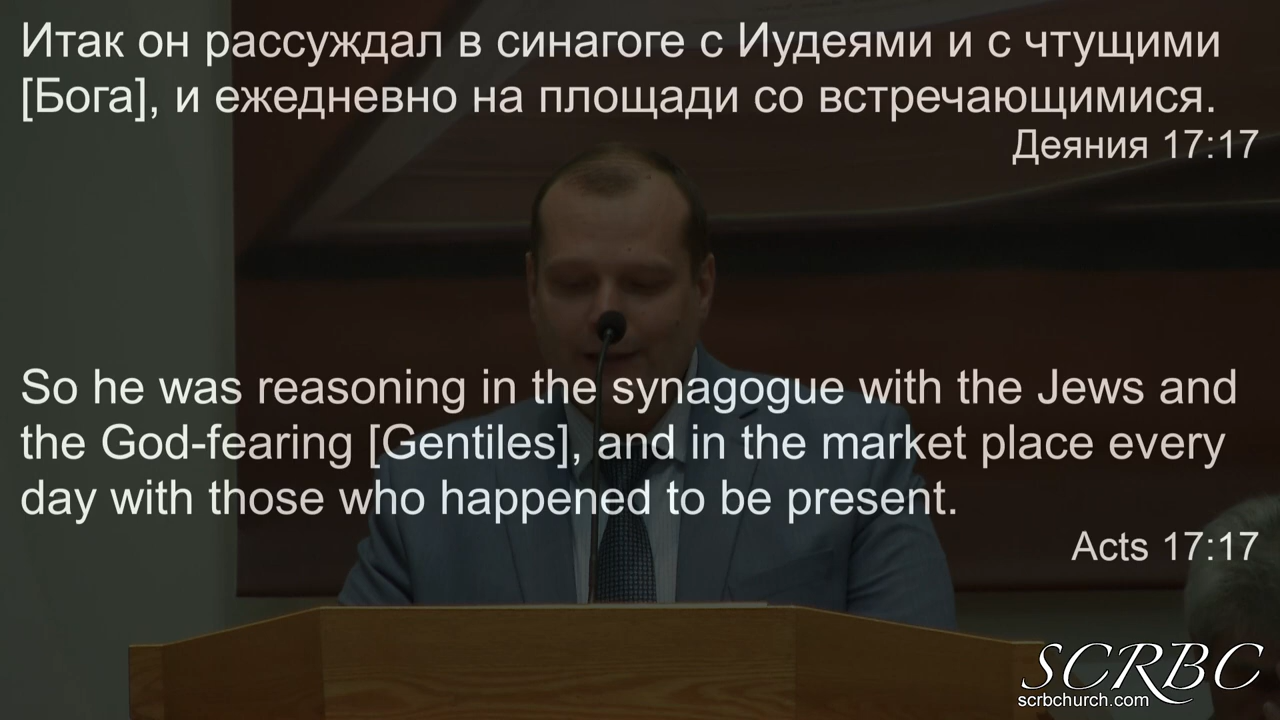 Итак он рассуждал в синагоге с Иудеями и с чтущими
[Бога], и ежедневно на площади со встречающимися.
Деяния 17:17
So he was reasoning in the synagogue with the Jews and
the God-fearing [Gentiles], and in the market place every
day with those who happened to be present.
Acts 17:17
SCRBC
scrbchurch.com